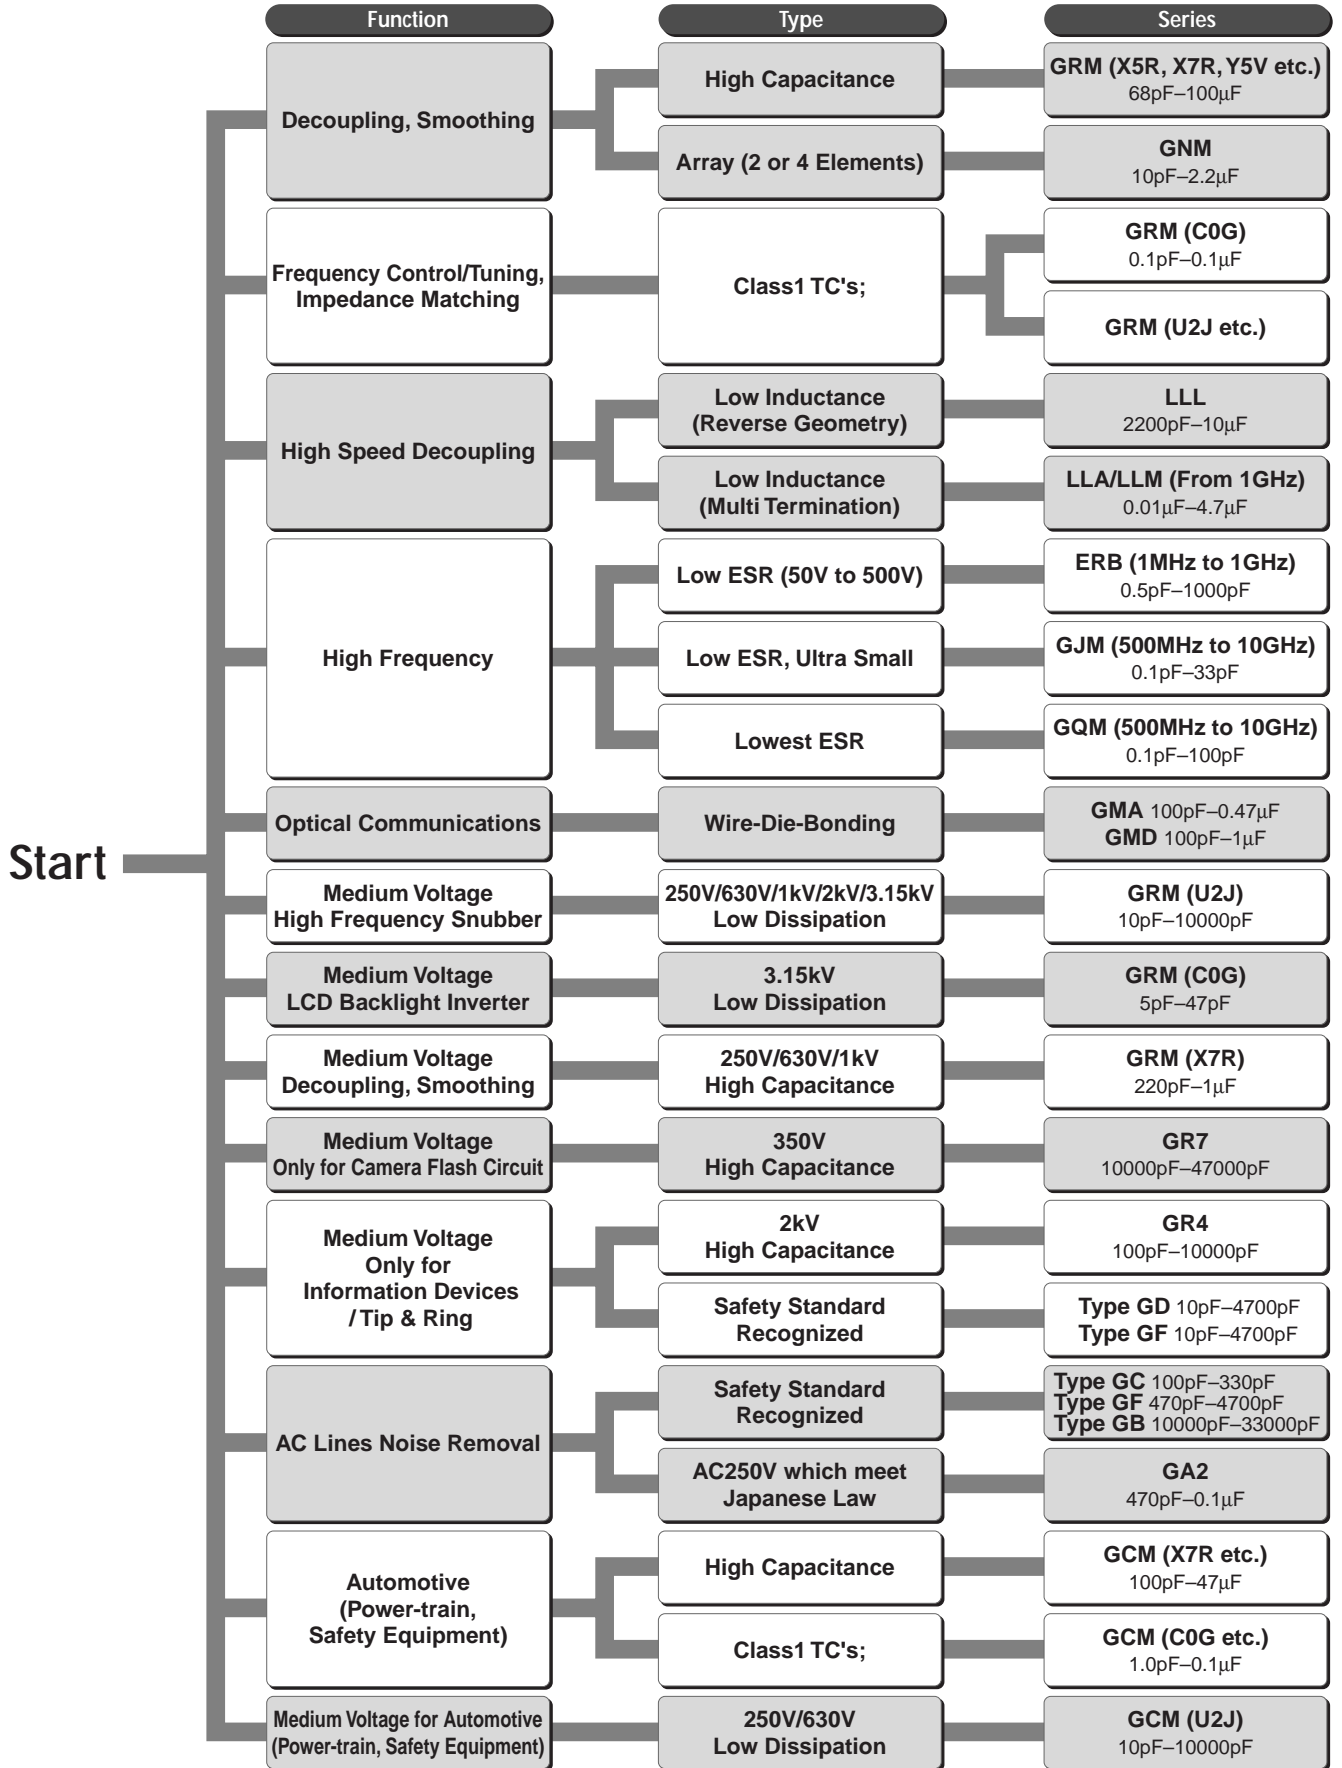 Function
Type
Series
Decoupling, Smoothing
High Capacitance
GRM (X5R, X7R, Y5V etc.)
68pF–100µF
Array (2 or 4 Elements)
GNM
10pF–2.2µF
Frequency Control/Tuning,
Impedance Matching
Class1 TC's;
GRM (C0G)
0.1pF–0.1µF
GRM (U2J etc.)
High Speed Decoupling
Low Inductance
(Reverse Geometry)
LLL
2200pF–10µF
Low Inductance
(Multi Termination)
LLA/LLM (From 1GHz)
0.01µF–4.7µF
High Frequency
Low ESR (50V to 500V)
ERB (1MHz to 1GHz)
0.5pF–1000pF
Low ESR, Ultra Small
GJM (500MHz to 10GHz)
0.1pF–33pF
Lowest ESR
GQM (500MHz to 10GHz)
0.1pF–100pF
Start
Optical Communications
Wire-Die-Bonding
GMA 100pF–0.47µF
GMD 100pF–1µF
Medium Voltage
High Frequency Snubber
250V/630V/1kV/2kV/3.15kV
Low Dissipation
GRM (U2J)
10pF–10000pF
Medium Voltage
LCD Backlight Inverter
3.15kV
Low Dissipation
GRM (C0G)
5pF–47pF
Medium Voltage
Decoupling, Smoothing
250V/630V/1kV
High Capacitance
GRM (X7R)
220pF–1µF
Medium Voltage
Only for Camera Flash Circuit
350V
High Capacitance
GR7
10000pF–47000pF
Medium Voltage
Only for
Information Devices
/ Tip & Ring
2kV
High Capacitance
GR4
100pF–10000pF
Safety Standard
Recognized
Type GD 10pF–4700pF
Type GF 10pF–4700pF
AC Lines Noise Removal
Safety Standard
Recognized
Type GC 100pF–330pF
Type GF 470pF–4700pF
Type GB 10000pF–33000pF
AC250V which meet
Japanese Law
GA2
470pF–0.1µF
Automotive
(Power-train,
Safety Equipment)
High Capacitance
GCM (X7R etc.)
100pF–47µF
Class1 TC's;
GCM (C0G etc.)
1.0pF–0.1µF
Medium Voltage for Automotive
(Power-train, Safety Equipment)
250V/630V
Low Dissipation
GCM (U2J)
10pF–10000pF